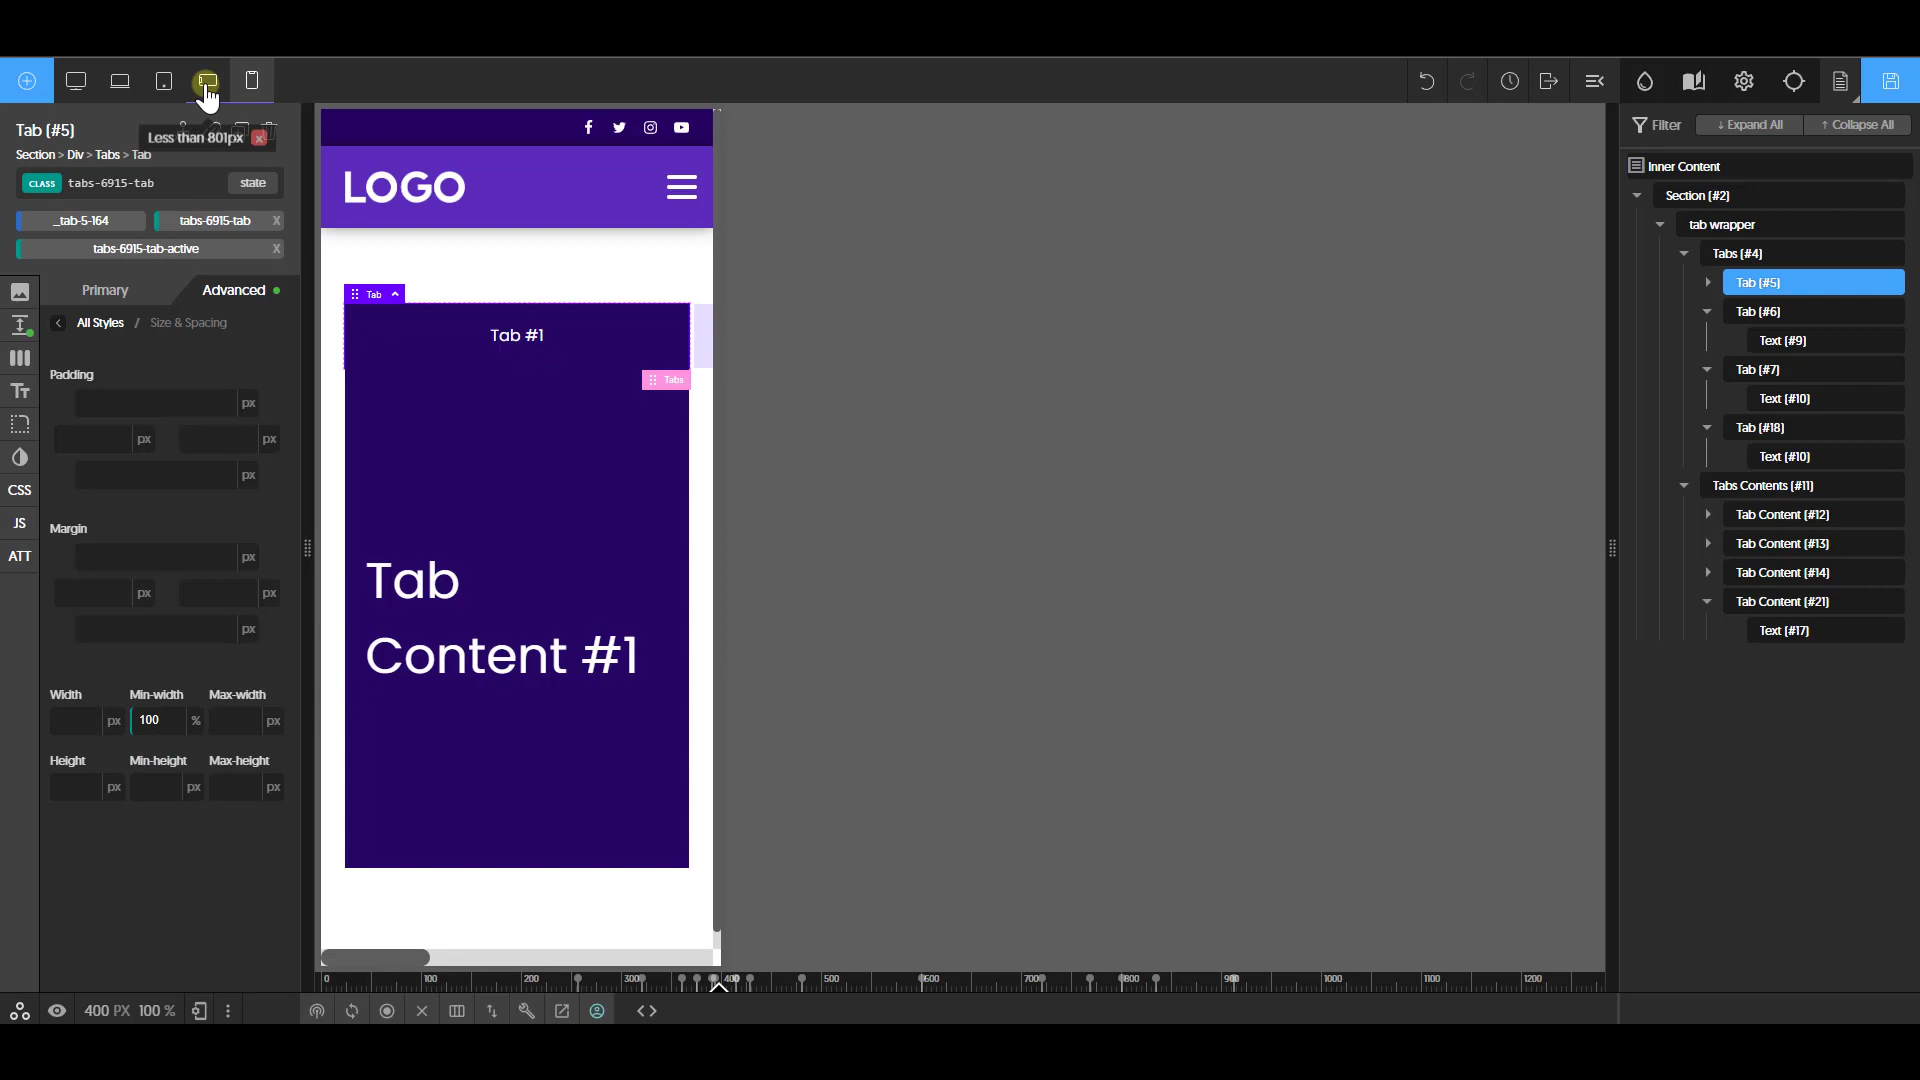 Tab (#5)
Less than 801px x
Section > Div > Tabs > Tab
CLASS tabs-6915-tab state
_tab-5-164 tabs-6915-tab X
tabs-6915-tab-active X
Primary Advanced
All Styles / Size & Spacing
Padding
px
px px
px
Margin
px
px px
px
Width Min-width Max-width
px 100 % px
Height Min-height Max-height
px px px
CSS
JS
ATT
LOGO
Tab
Tab #1
Tabs
Tab
Content #1
0 100 200 300 400 500 600 700 800 900 1000 1100 1200
400 PX 100 %
Filter ↓ Expand All ↑ Collapse All
Inner Content
Section (#2)
tab wrapper
Tabs (#4)
Tab (#5)
Tab (#6)
Text (#9)
Tab (#7)
Text (#10)
Tab (#18)
Text (#10)
Tabs Contents (#11)
Tab Content (#12)
Tab Content (#13)
Tab Content (#14)
Tab Content (#21)
Text (#17)